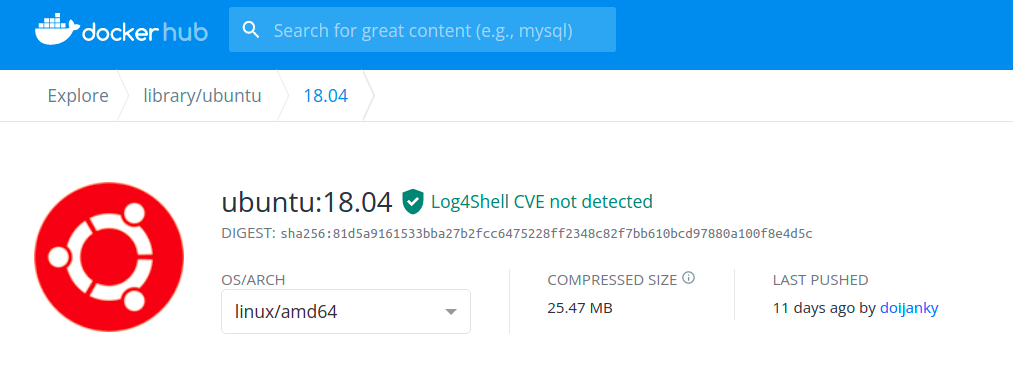 docker hub
Search for great content (e.g., mysql)
Explore
library/ubuntu
18.04
ubuntu:18.04
Log4Shell CVE not detected
DIGEST: sha256:81d5a9161533bba27b2fcc6475228ff2348c82f7bb610bcd97880a100f8e4d5c
OS/ARCH
linux/amd64
COMPRESSED SIZE
25.47 MB
LAST PUSHED
11 days ago by doijanky